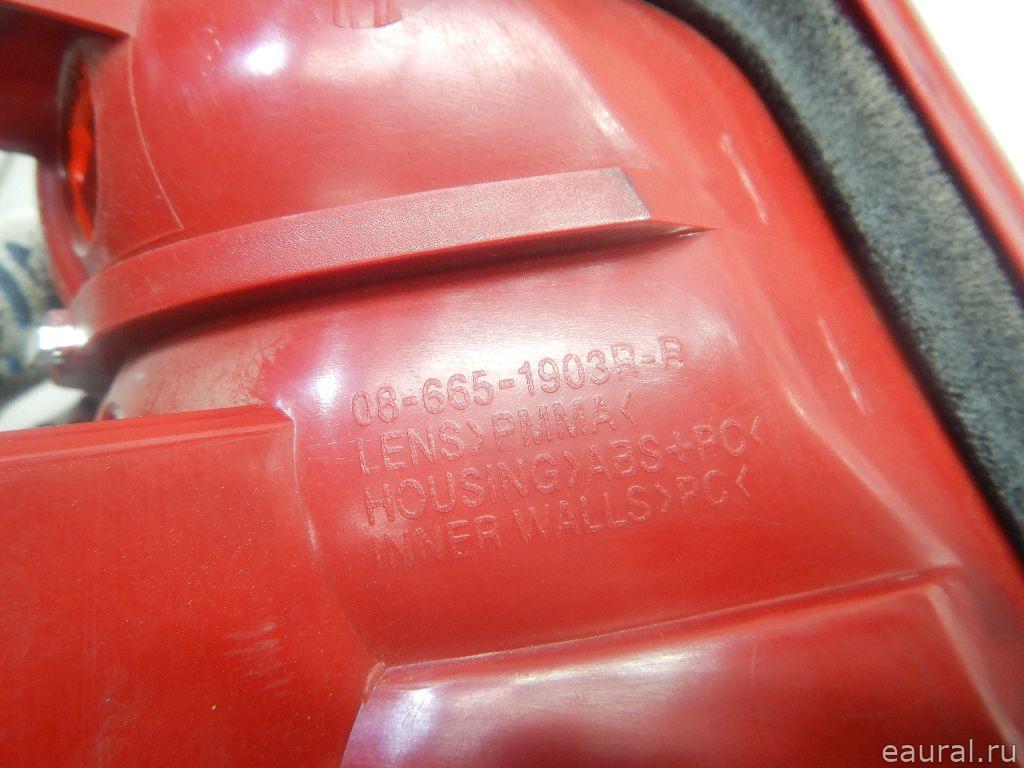 08-665-1903R-R
LENS>PMMA<
HOUSING>ABS+PC<
INNER WALLS>PC<
eaural.ru